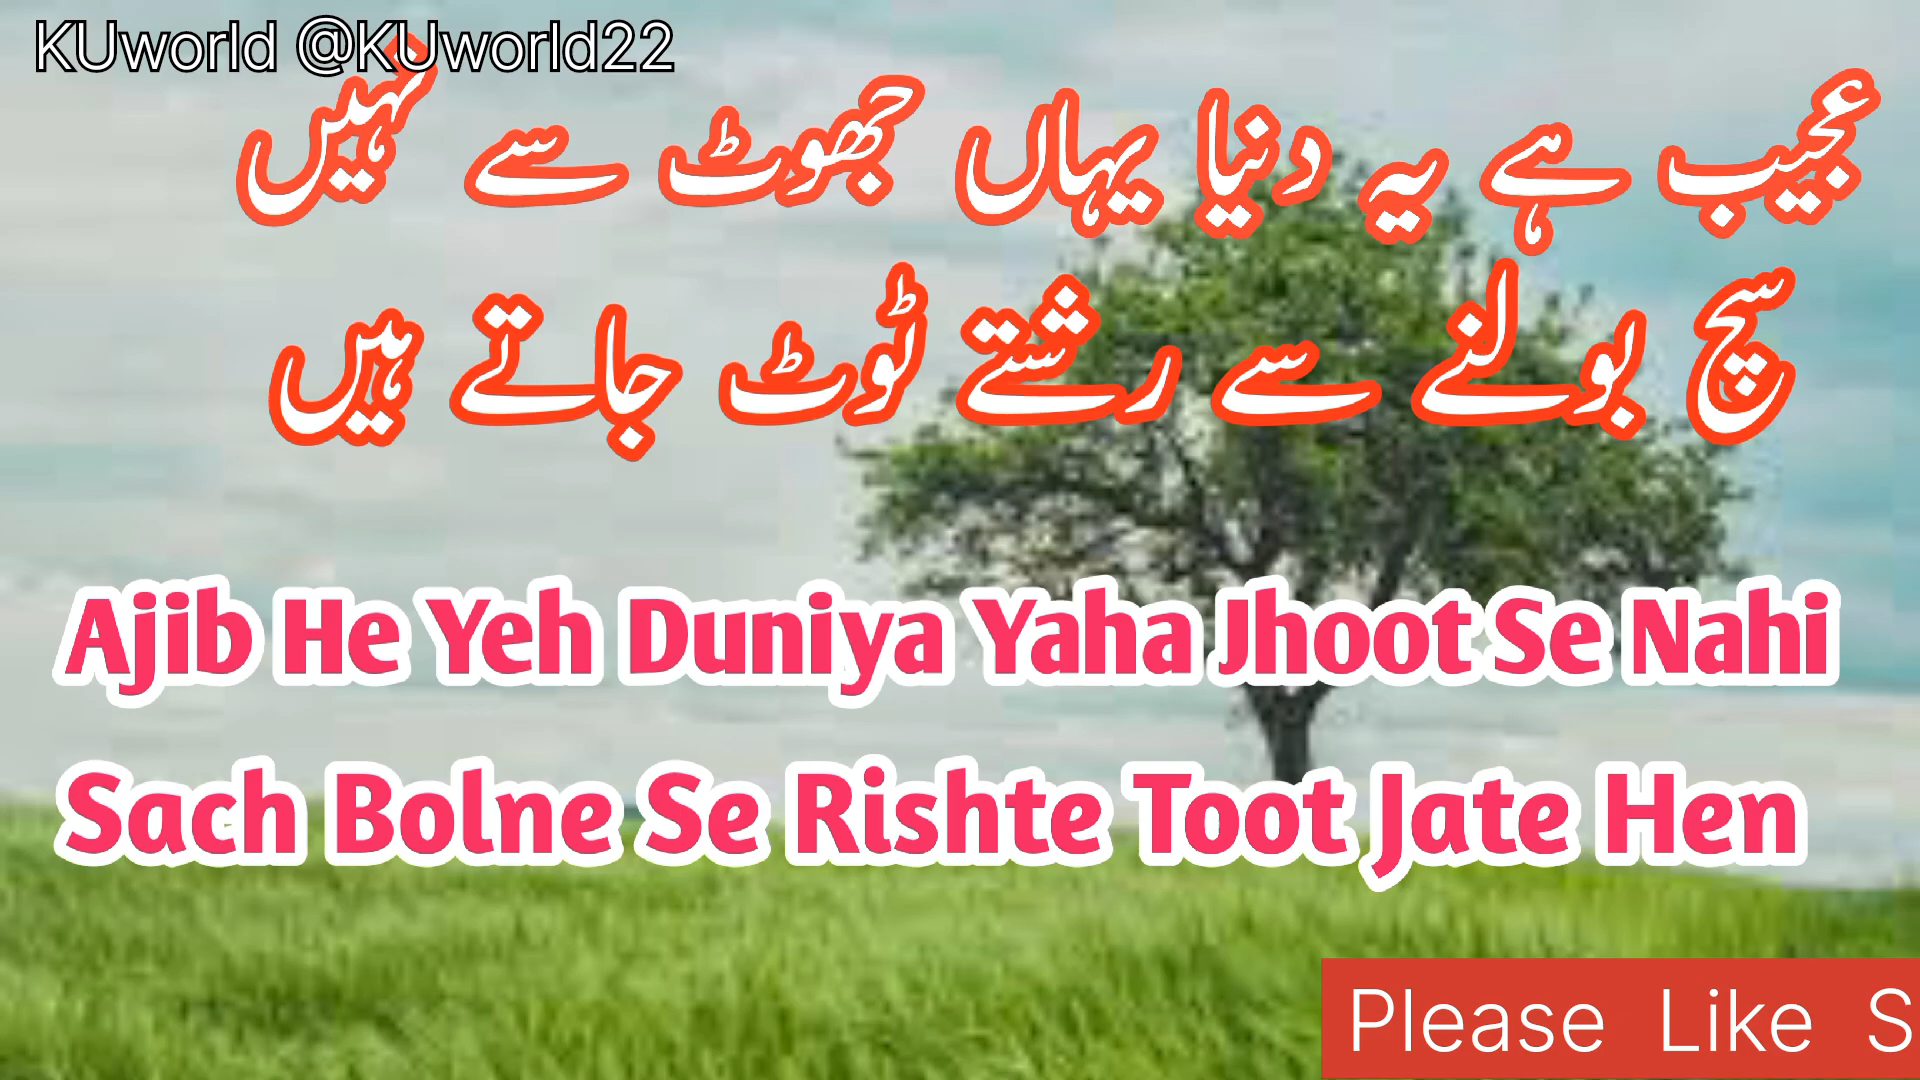 KUworld @KUworld22
عجیب ہے یہ دنیا یہاں جھوٹ سے نہیں
سچ بولنے سے رشتے ٹوٹ جاتے ہیں
Ajib He Yeh Duniya Yaha Jhoot Se Nahi
Sach Bolne Se Rishte Toot Jate Hen
Please Like S